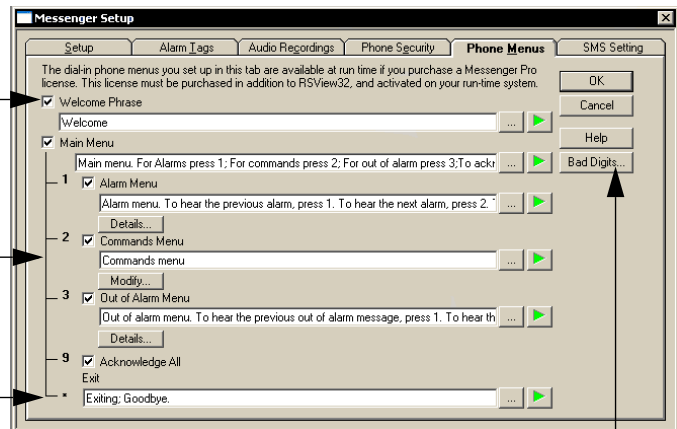 Messenger Setup
Setup Alarm Tags Audio Recordings Phone Security Phone Menus SMS Setting
The dial-in phone menus you set up in this tab are available at run time if you purchase a Messenger Pro
license. This license must be purchased in addition to RSView32, and activated on your run-time system.
OK
Cancel
Help
Bad Digits...
Welcome Phrase
Welcome ...
Main Menu
Main menu. For Alarms press 1; For commands press 2; For out of alarm press 3;To ackr ...
1 Alarm Menu
Alarm menu. To hear the previous alarm, press 1. To hear the next alarm, press 2. ...
Details...
2 Commands Menu
Commands menu ...
Modify...
3 Out of Alarm Menu
Out of alarm menu. To hear the previous out of alarm message, press 1. To hear th ...
Details...
9 Acknowledge All
Exit
* Exiting; Goodbye. ...